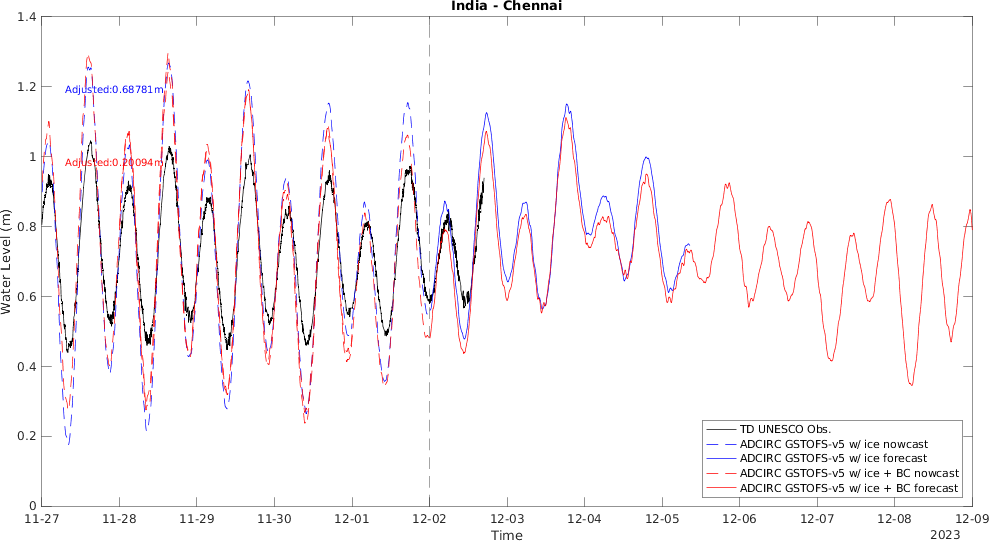 India - Chennai
Water Level (m)
1.4
1.2
1
0.8
0.6
0.4
0.2
0
Adjusted:0.68781m
Adjusted:0.20094m
TD UNESCO Obs.
ADCIRC GSTOFS-v5 w/ ice nowcast
ADCIRC GSTOFS-v5 w/ ice forecast
ADCIRC GSTOFS-v5 w/ ice + BC nowcast
ADCIRC GSTOFS-v5 w/ ice + BC forecast
11-27 11-28 11-29 11-30 12-01 12-02 12-03 12-04 12-05 12-06 12-07 12-08 12-09
Time
2023